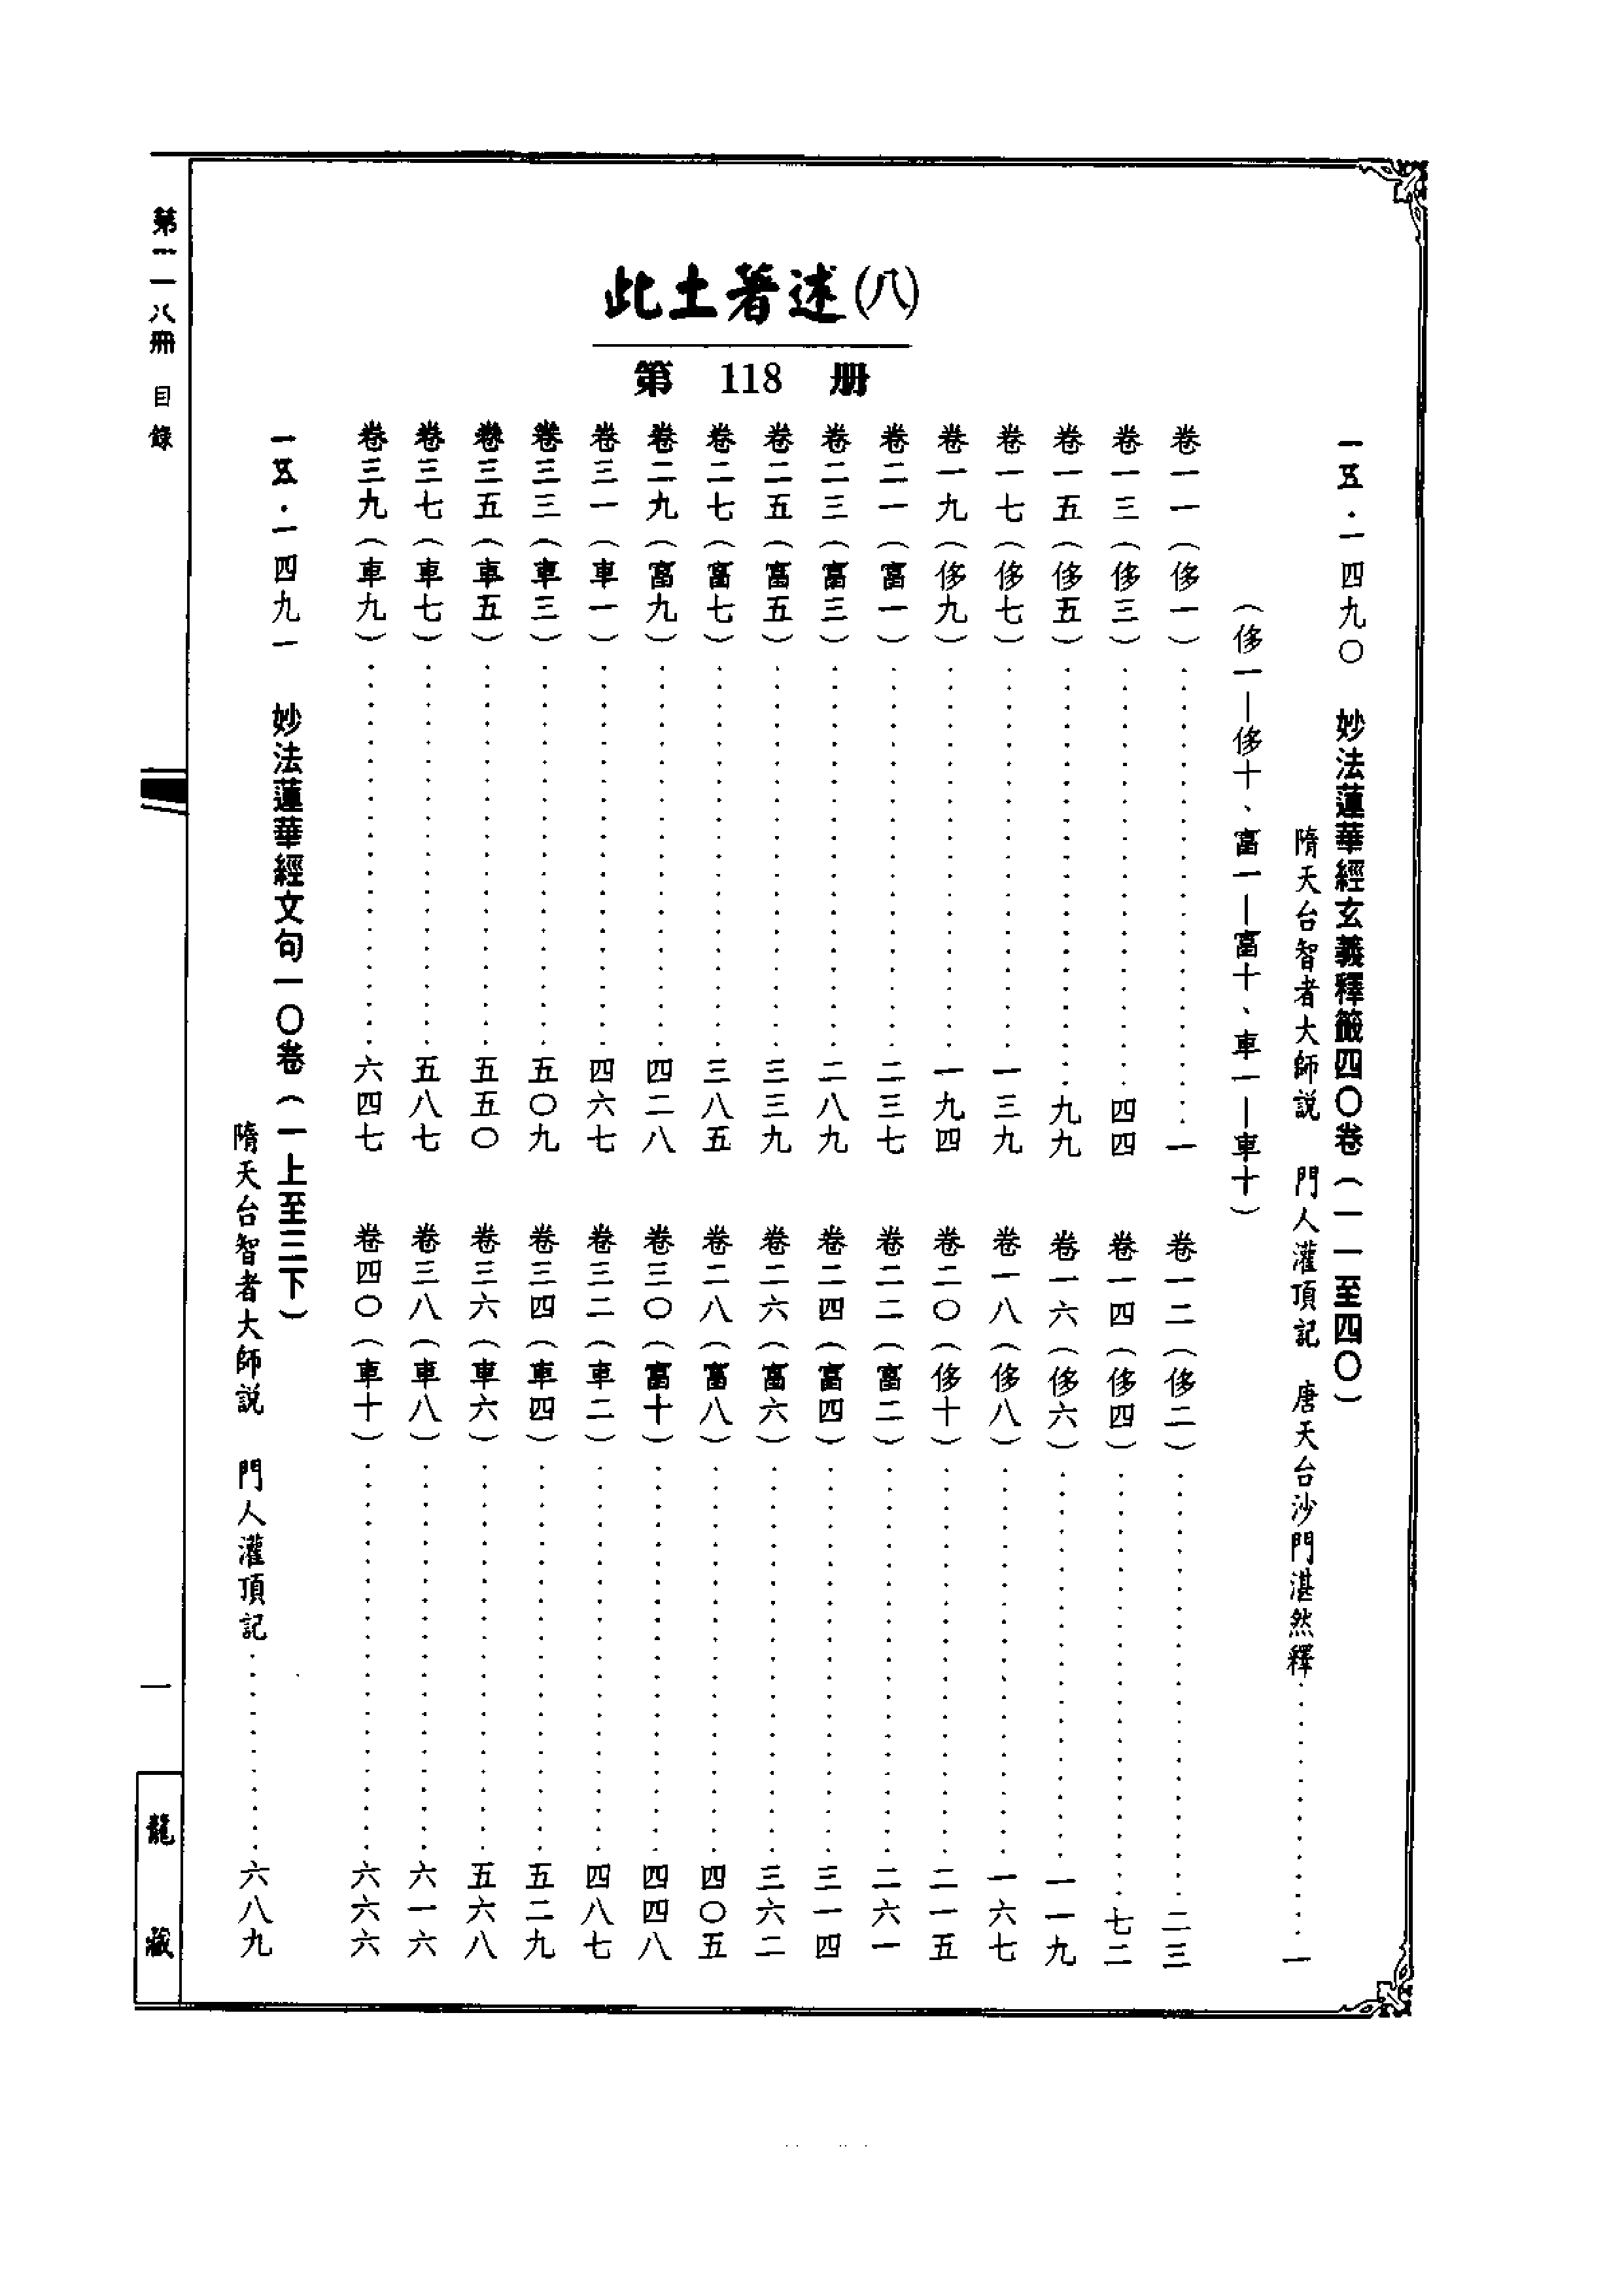 此土著述(八)
第 118 册
一五·一四九〇 妙法蓮華經玄義釋籤四〇卷(一一至四〇)
隋天台智者大師説 門人灌頂記 唐天台沙門湛然釋……………一
(侈一—侈十、富一—富十、車一—車十)
卷一一(侈一)……………一
卷一二(侈二)……………二三
卷一三(侈三)……………四四
卷一四(侈四)……………七二
卷一五(侈五)……………九九
卷一六(侈六)……………一一九
卷一七(侈七)……………一三九
卷一八(侈八)……………一六七
卷一九(侈九)……………一九四
卷二〇(侈十)……………二一五
卷二一(富一)……………二三七
卷二二(富二)……………二六一
卷二三(富三)……………二八九
卷二四(富四)……………三一四
卷二五(富五)……………三三九
卷二六(富六)……………三六二
卷二七(富七)……………三八五
卷二八(富八)……………四〇五
卷二九(富九)……………四二八
卷三〇(富十)……………四四八
卷三一(車一)……………四六七
卷三二(車二)……………四八七
卷三三(車三)……………五〇九
卷三四(車四)……………五二九
卷三五(車五)……………五五〇
卷三六(車六)……………五六八
卷三七(車七)……………五八七
卷三八(車八)……………六一六
卷三九(車九)……………六四七
卷四〇(車十)……………六六六
一五·一四九一 妙法蓮華經文句一〇卷(一上至三下)
隋天台智者大師説 門人灌頂記……………六八九
第一一八冊 目錄
一
龍藏